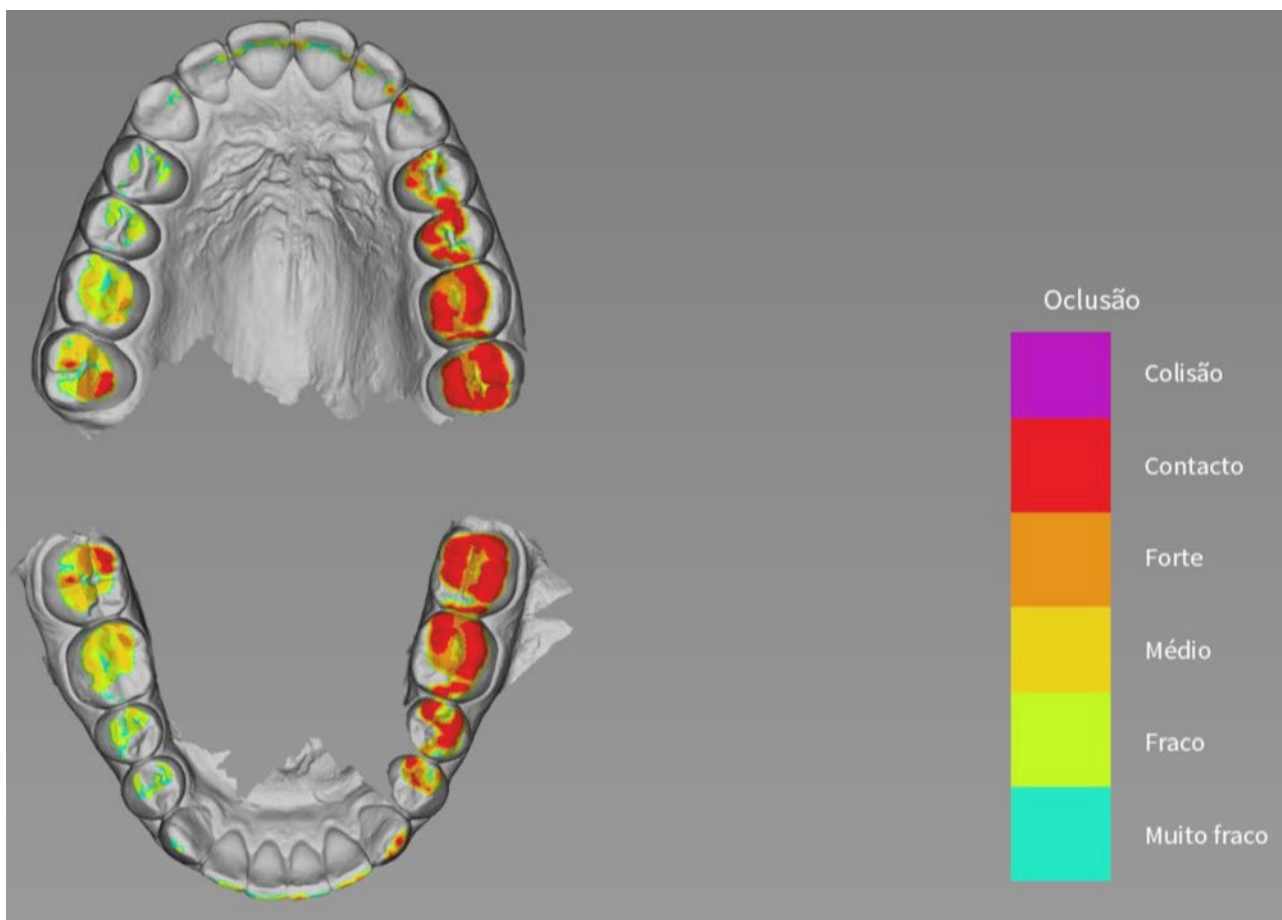 Oclusão
Colisão
Contacto
Forte
Médio
Fraco
Muito fraco